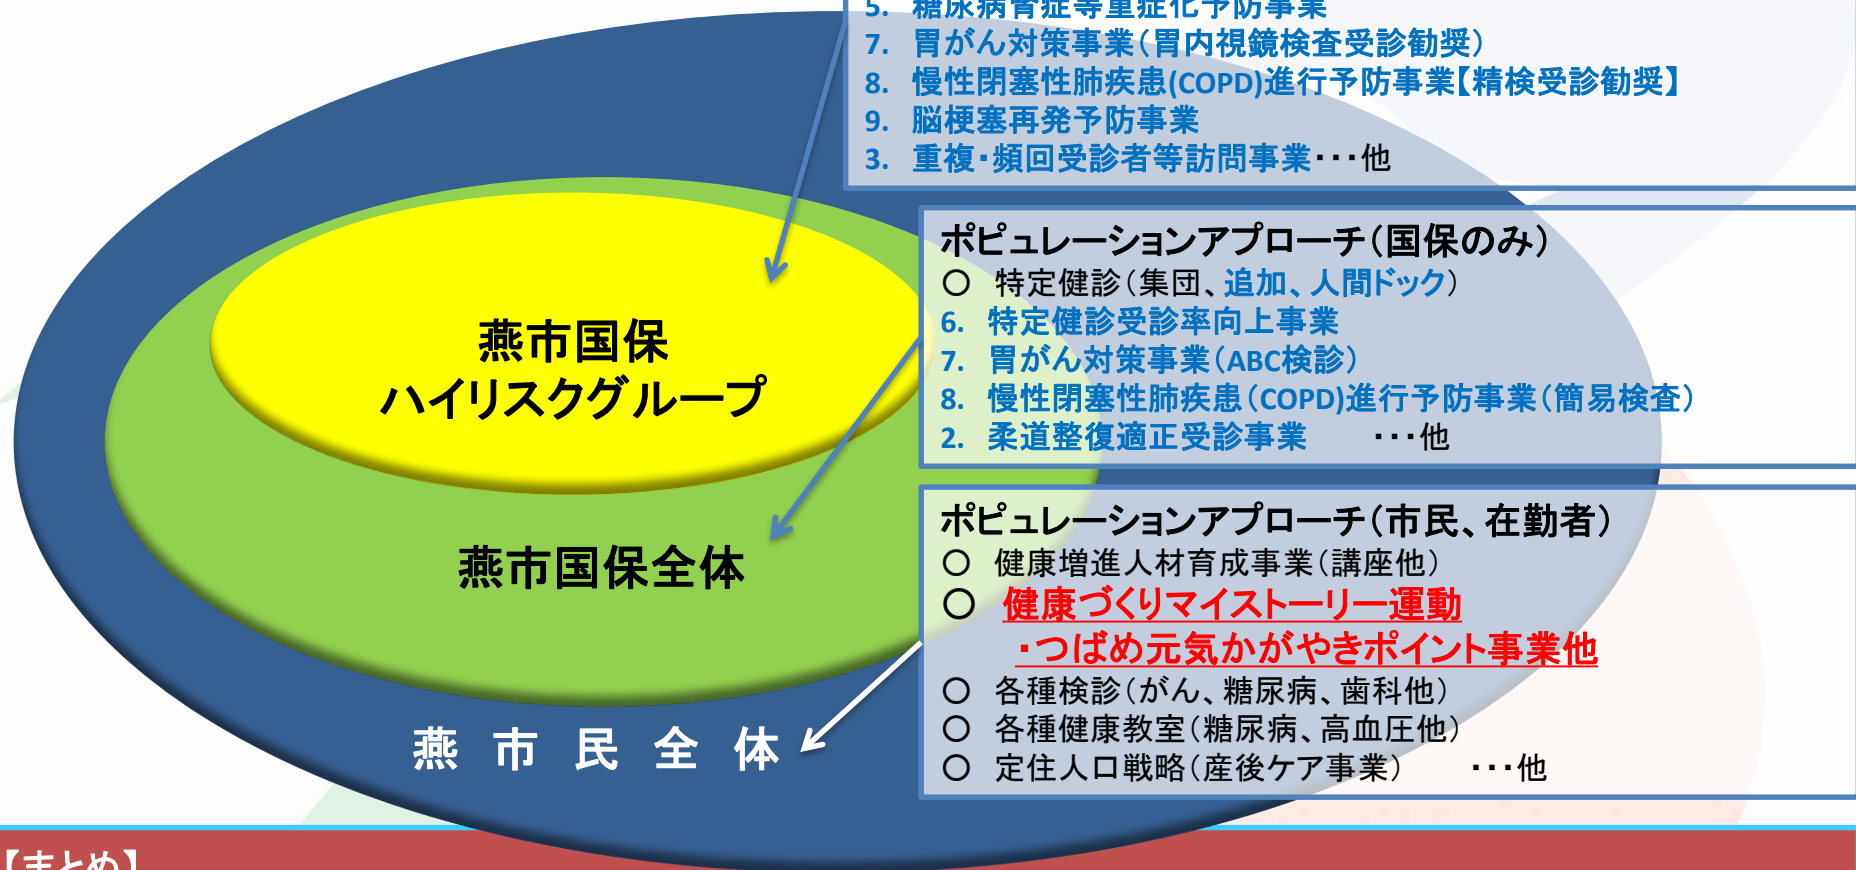 5. 糖尿病腎症等重症化予防事業
7. 胃がん対策事業（胃内視鏡検査受診勧奨）
8. 慢性閉塞性肺疾患(COPD)進行予防事業【精検受診勧奨】
9. 脳梗塞再発予防事業
3. 重複・頻回受診者等訪問事業・・・他
ポピュレーションアプローチ（国保のみ）
○ 特定健診（集団、追加、人間ドック）
6. 特定健診受診率向上事業
7. 胃がん対策事業（ABC検診）
8. 慢性閉塞性肺疾患（COPD)進行予防事業（簡易検査）
2. 柔道整復適正受診事業 ・・・他
燕市国保
ハイリスクグループ
燕市国保全体
ポピュレーションアプローチ（市民、在勤者）
○ 健康増進人材育成事業（講座他）
○ 健康づくりマイストーリー運動
・つばめ元気かがやきポイント事業他
○ 各種検診（がん、糖尿病、歯科他）
○ 各種健康教室（糖尿病、高血圧他）
○ 定住人口戦略（産後ケア事業） ・・・他
燕 市 民 全 体
【まとめ】